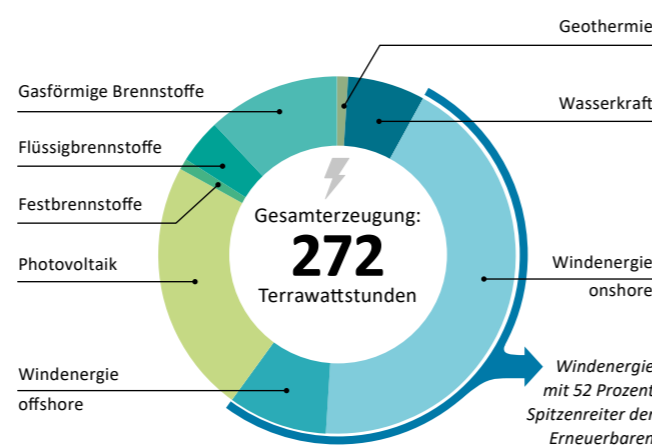 Geothermie
Gasförmige Brennstoffe
Wasserkraft
Flüssigbrennstoffe
Festbrennstoffe
Gesamterzeugung:
272
Terrawattstunden
Photovoltaik
Windenergie
onshore
Windenergie
offshore
Windenergie
mit 52 Prozent
Spitzenreiter der
Erneuerbaren